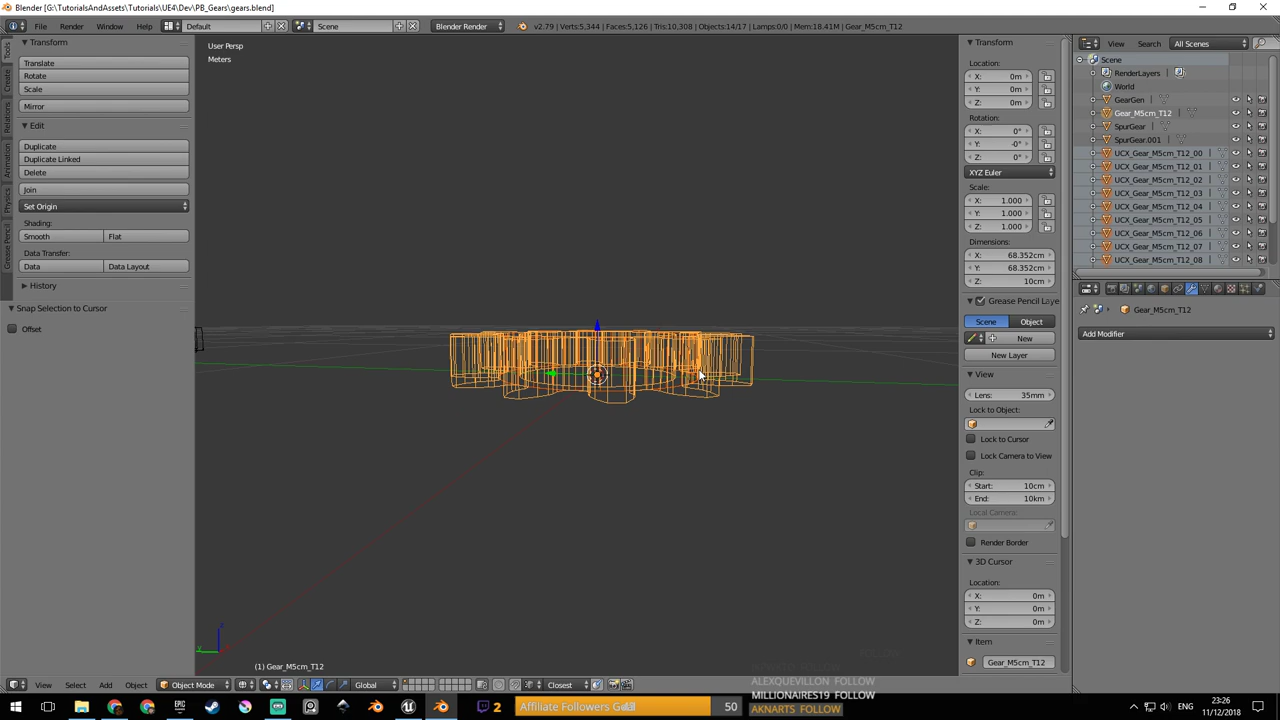 Blender [G:\TutorialsAndAssets\Tutorials\UE4\Dev\PB_Gears\gears.blend]
File Render Window Help Default Scene Blender Render v2.79 | Verts:5,344 | Faces:5,126 | Tris:10,308 | Objects:14/17 | Lamps:0/0 | Mem:18.41M | Gear_M5cm_T12
View Search All Scenes
Tools
Create
Relations
Animation
Physics
Grease Pencil
Transform
Translate
Rotate
Scale
Mirror
Edit
Duplicate
Duplicate Linked
Delete
Join
Set Origin
Shading:
Smooth Flat
Data Transfer:
Data Data Layout
History
Snap Selection to Cursor
Offset
User Persp
Meters
(1) Gear_M5cm_T12
Transform
Location:
X: 0m
Y: 0m
Z: 0m
Rotation:
X: 0°
Y: -0°
Z: 0°
XYZ Euler
Scale:
X: 1.000
Y: 1.000
Z: 1.000
Dimensions:
X: 68.352cm
Y: 68.352cm
Z: 10cm
Grease Pencil Laye
Scene Object
New
New Layer
View
Lens: 35mm
Lock to Object:
Lock to Cursor
Lock Camera to View
Clip:
Start: 10cm
End: 10km
Local Camera:
Render Border
3D Cursor
Location:
X: 0m
Y: 0m
Z: 0m
Item
Gear_M5cm_T12
Scene
RenderLayers
World
GearGen
Gear_M5cm_T12
SpurGear
SpurGear.001
UCX_Gear_M5cm_T12_00
UCX_Gear_M5cm_T12_01
UCX_Gear_M5cm_T12_02
UCX_Gear_M5cm_T12_03
UCX_Gear_M5cm_T12_04
UCX_Gear_M5cm_T12_05
UCX_Gear_M5cm_T12_06
UCX_Gear_M5cm_T12_07
UCX_Gear_M5cm_T12_08
Gear_M5cm_T12
Add Modifier
View Select Add Object Object Mode Global Closest
FOLLOW
ALEXQUEVILLON FOLLOW
MILLIONAIRES19 FOLLOW
AKNARTS FOLLOW
2 Affiliate Followers 50
23:26
11/12/2018